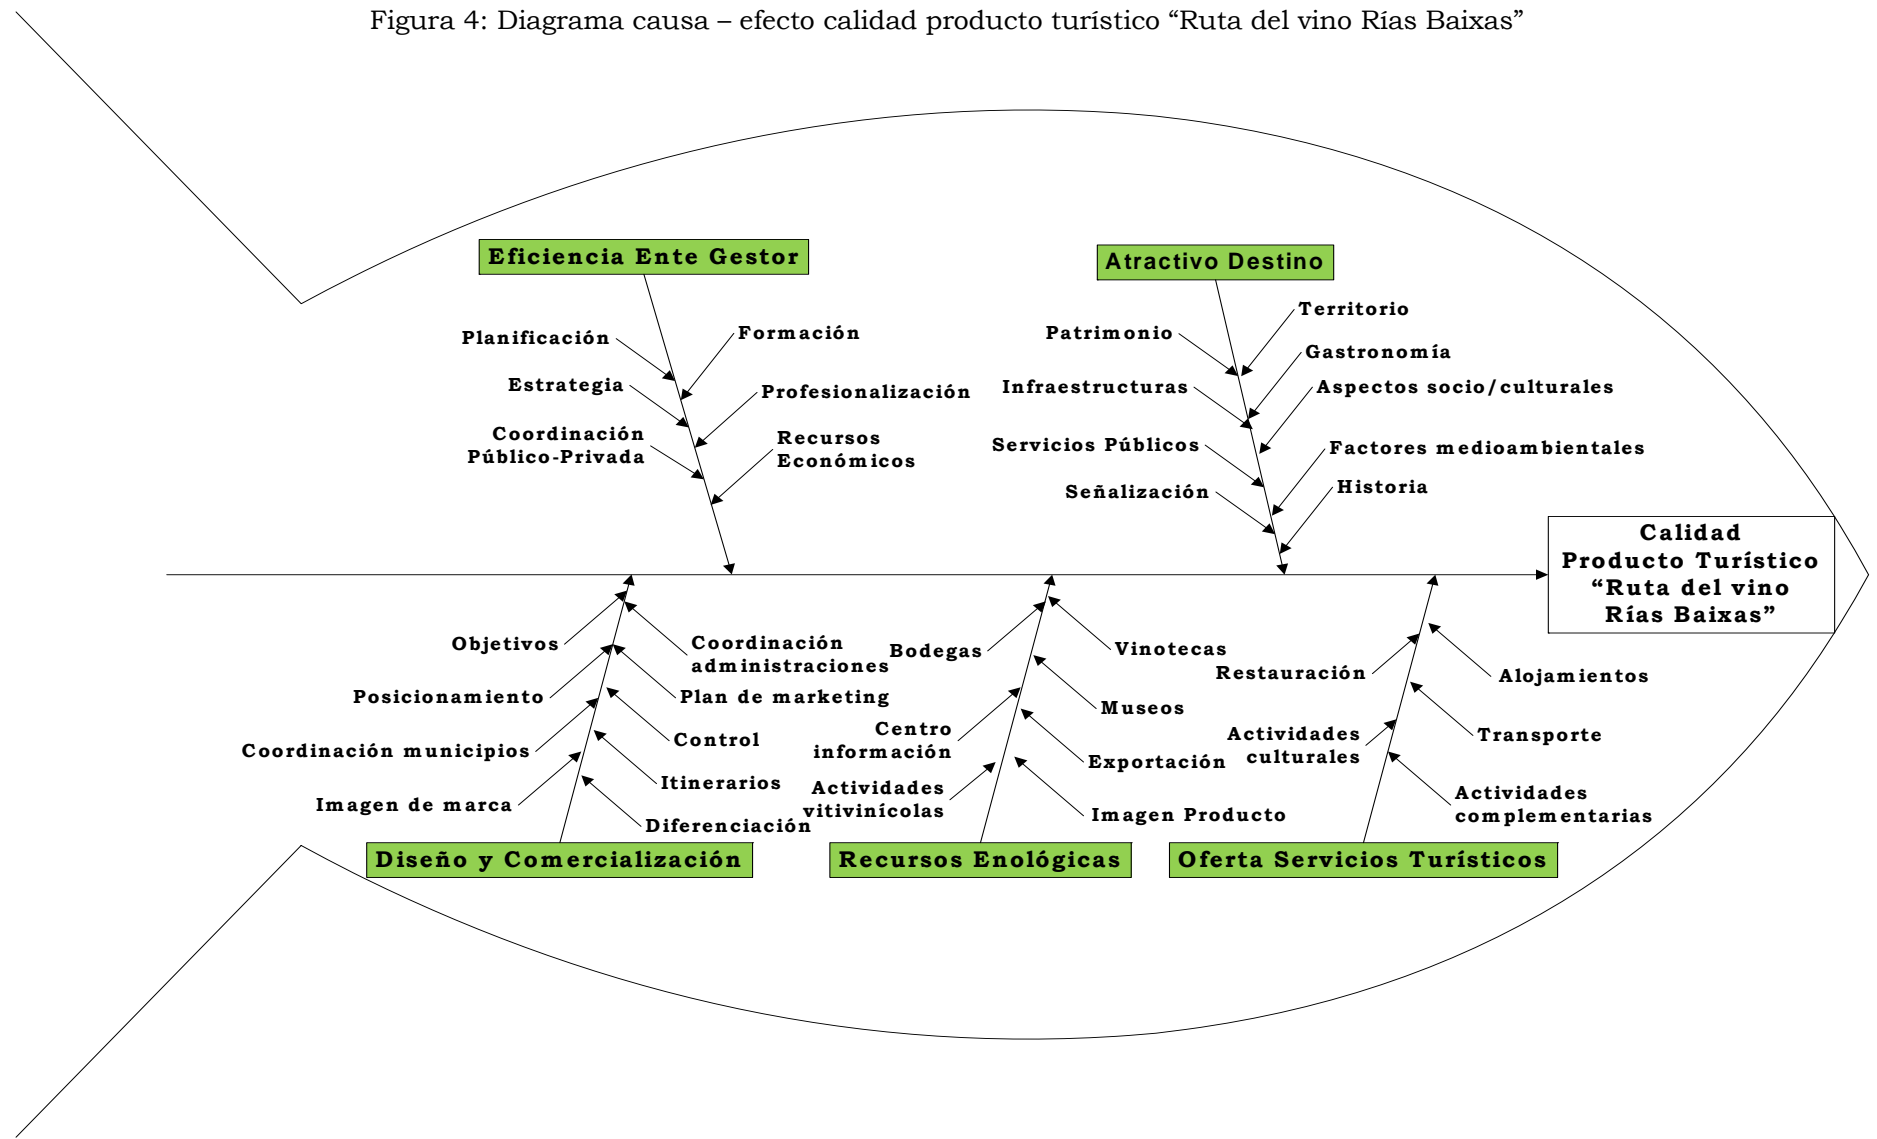 Figura 4: Diagrama causa – efecto calidad producto turístico “Ruta del vino Rías Baixas”
Eficiencia Ente Gestor
Planificación
Estrategia
Coordinación
Público-Privada
Formación
Profesionalización
Recursos
Económicos
Atractivo Destino
Patrimonio
Infraestructuras
Servicios Públicos
Señalización
Territorio
Gastronomía
Aspectos socio/culturales
Factores medioambientales
Historia
Calidad
Producto Turístico
“Ruta del vino
Rías Baixas”
Objetivos
Posicionamiento
Coordinación municipios
Imagen de marca
Coordinación
administraciones
Plan de marketing
Control
Itinerarios
Diferenciación
Diseño y Comercialización
Bodegas
Centro
información
Actividades
vitivinícolas
Vinotecas
Museos
Exportación
Imagen Producto
Recursos Enológicas
Restauración
Actividades
culturales
Alojamientos
Transporte
Actividades
complementarias
Oferta Servicios Turísticos